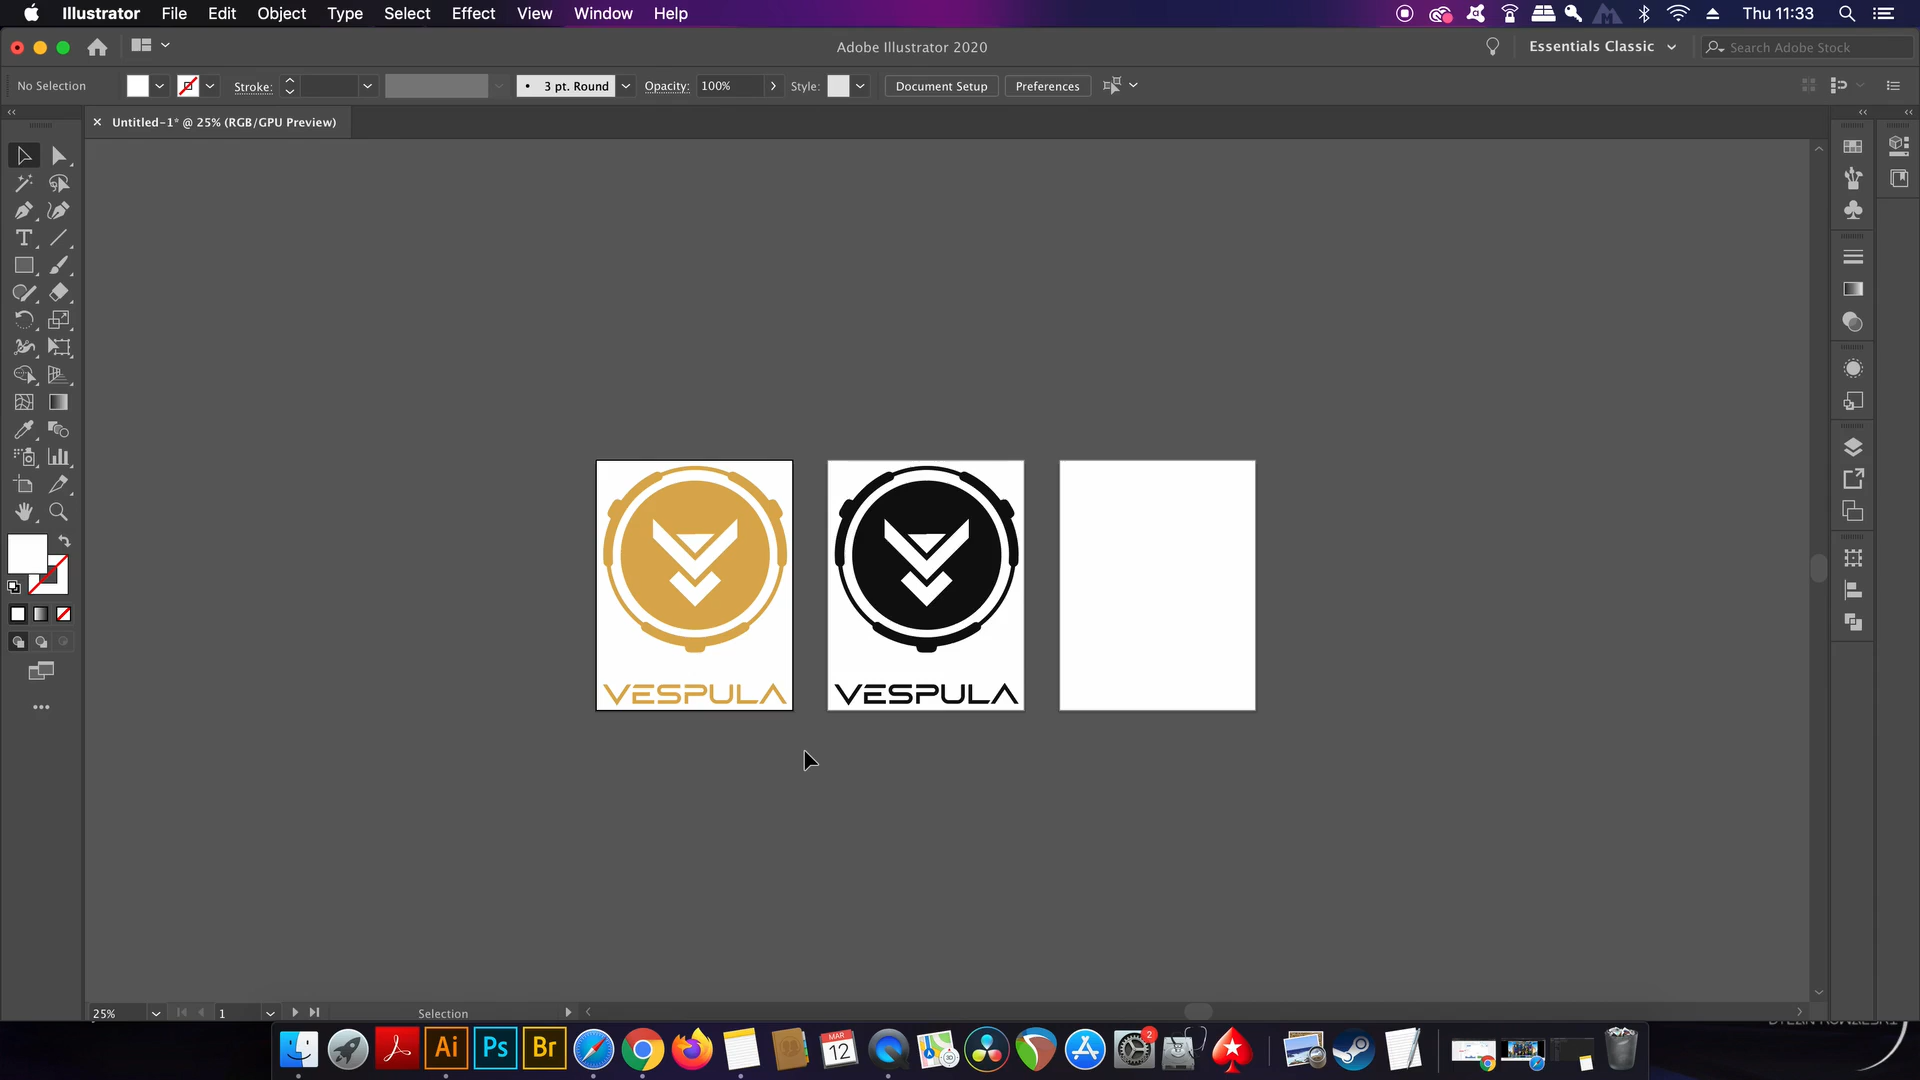 Illustrator File Edit Object Type Select Effect View Window Help Thu 11:33
Adobe Illustrator 2020 Essentials Classic Search Adobe Stock
No Selection Stroke: 3 pt. Round Opacity: 100% Style: Document Setup Preferences
Untitled-1* @ 25% (RGB/GPU Preview)
VESPULA VESPULA
25% 1 Selection
Ai Ps Br MAR 12 2